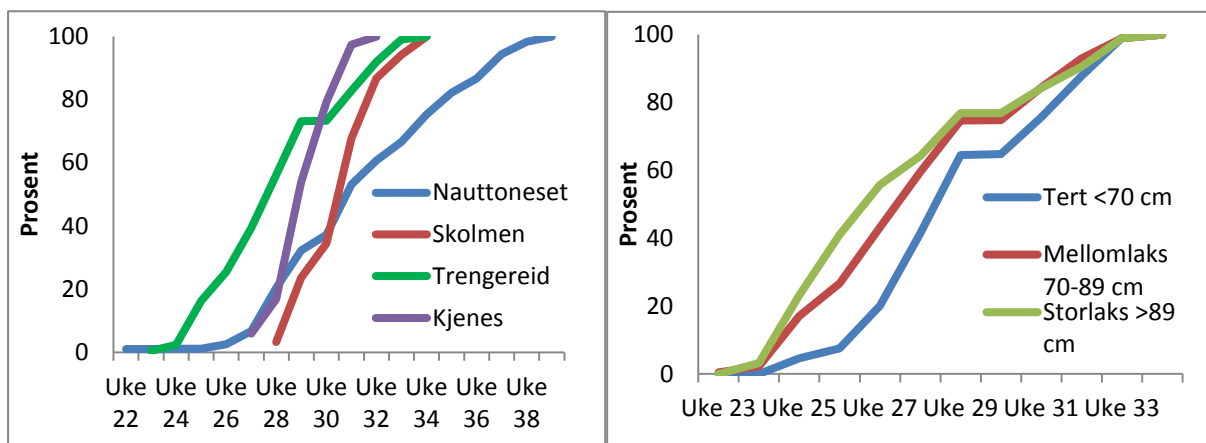 Prosent
100
80
60
40
20
0
Nauttoneset
Skolmen
Trengereid
Kjenes
Uke Uke Uke Uke Uke Uke Uke Uke Uke
22 24 26 28 30 32 34 36 38
Prosent
100
80
60
40
20
0
Tert <70 cm
Mellomlaks
70-89 cm
Storlaks >89
cm
Uke 23 Uke 25 Uke 27 Uke 29 Uke 31 Uke 33